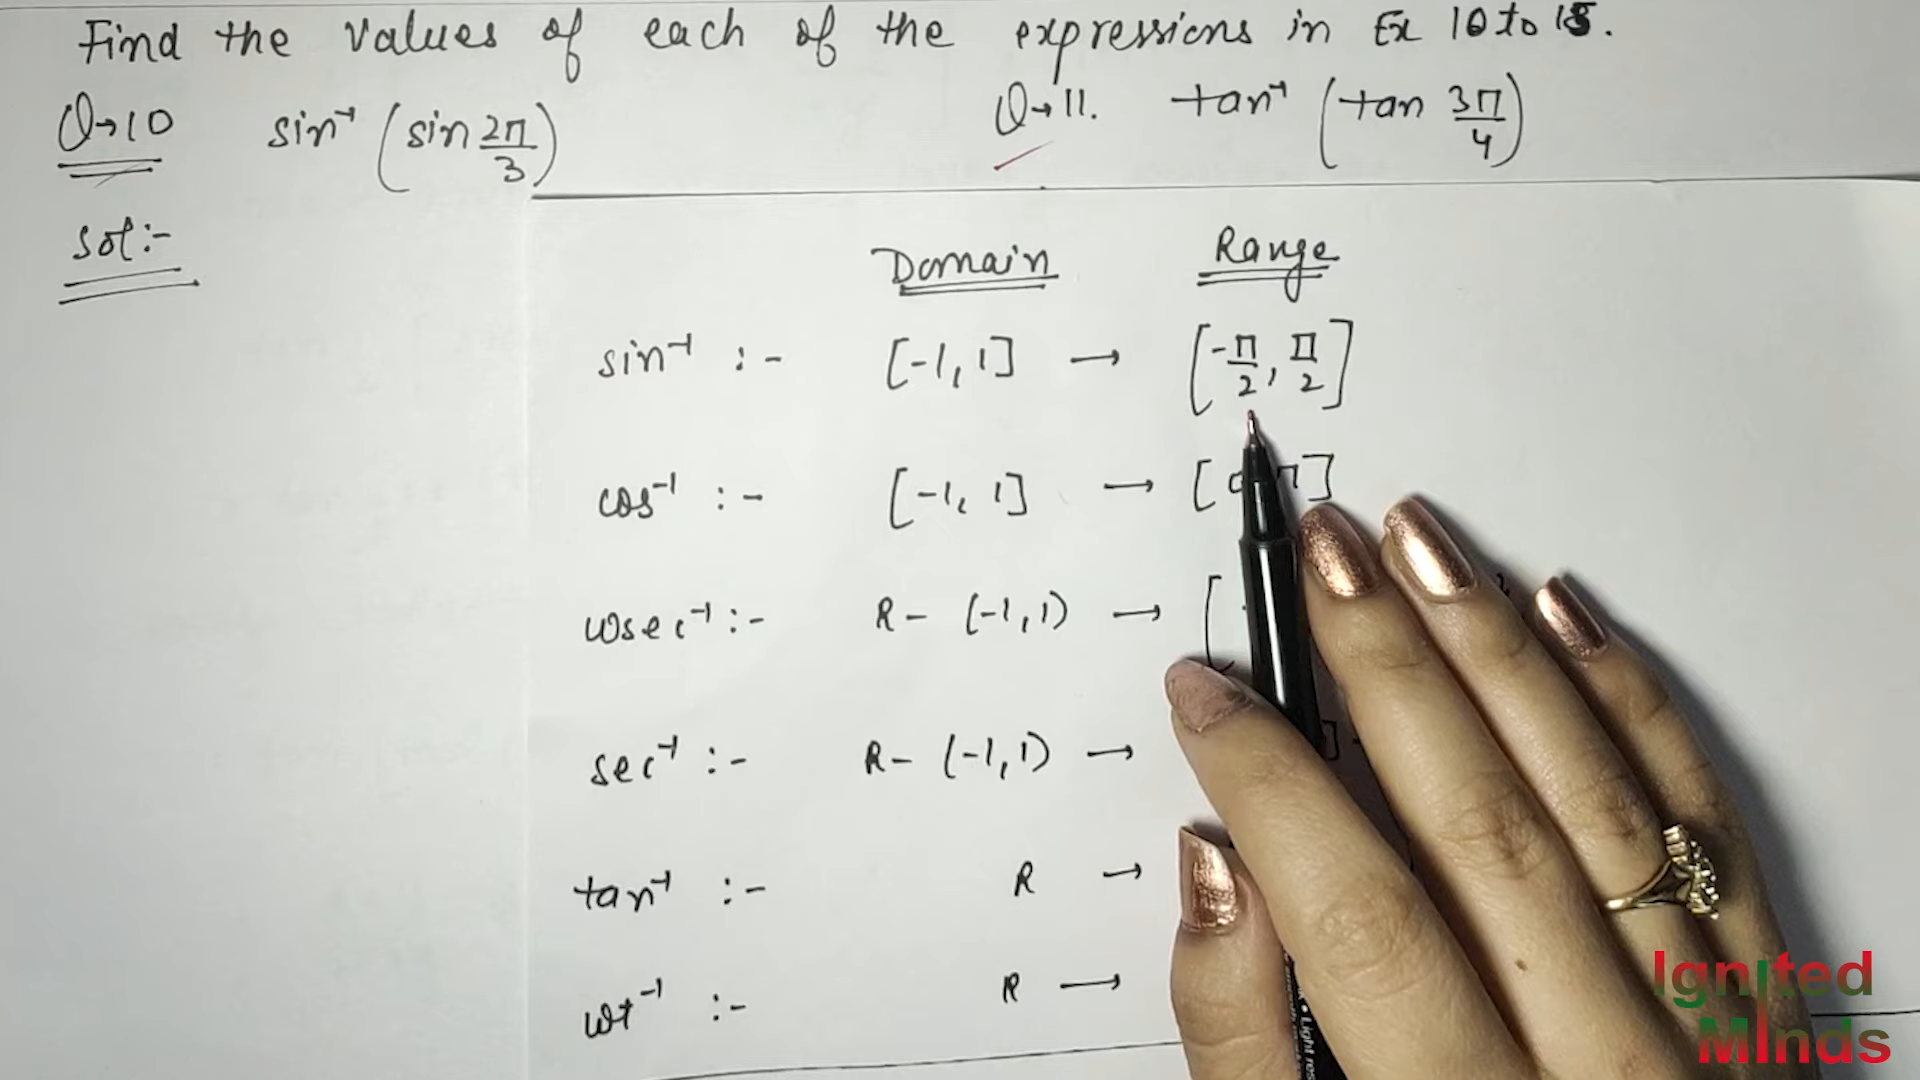 Find the values of each of the expressions in Ex 10 to 15.
Q→10 sin⁻¹ (sin 2π/3) Q→11. tan⁻¹ (tan 3π/4)
Sol:-
Domain Range
sin⁻¹ :- [-1, 1] → [-π/2, π/2]
cos⁻¹ :- [-1, 1] → [0, π]
cosec⁻¹ :- R - (-1, 1) →
sec⁻¹ :- R - (-1, 1) →
tan⁻¹ :- R →
cot⁻¹ :- R →
Ignited
Minds